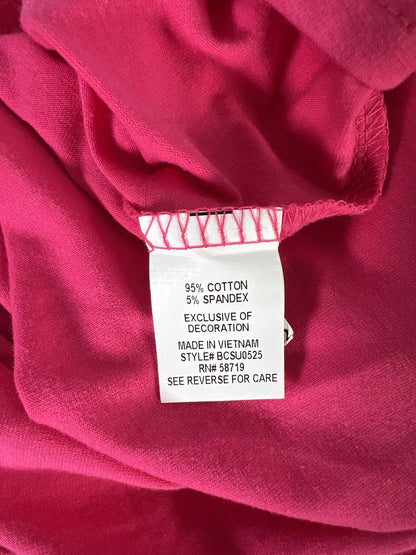 95% COTTON
5% SPANDEX
EXCLUSIVE OF
DECORATION
MADE IN VIETNAM
STYLE# BCSU0525
RN# 58719
SEE REVERSE FOR CARE